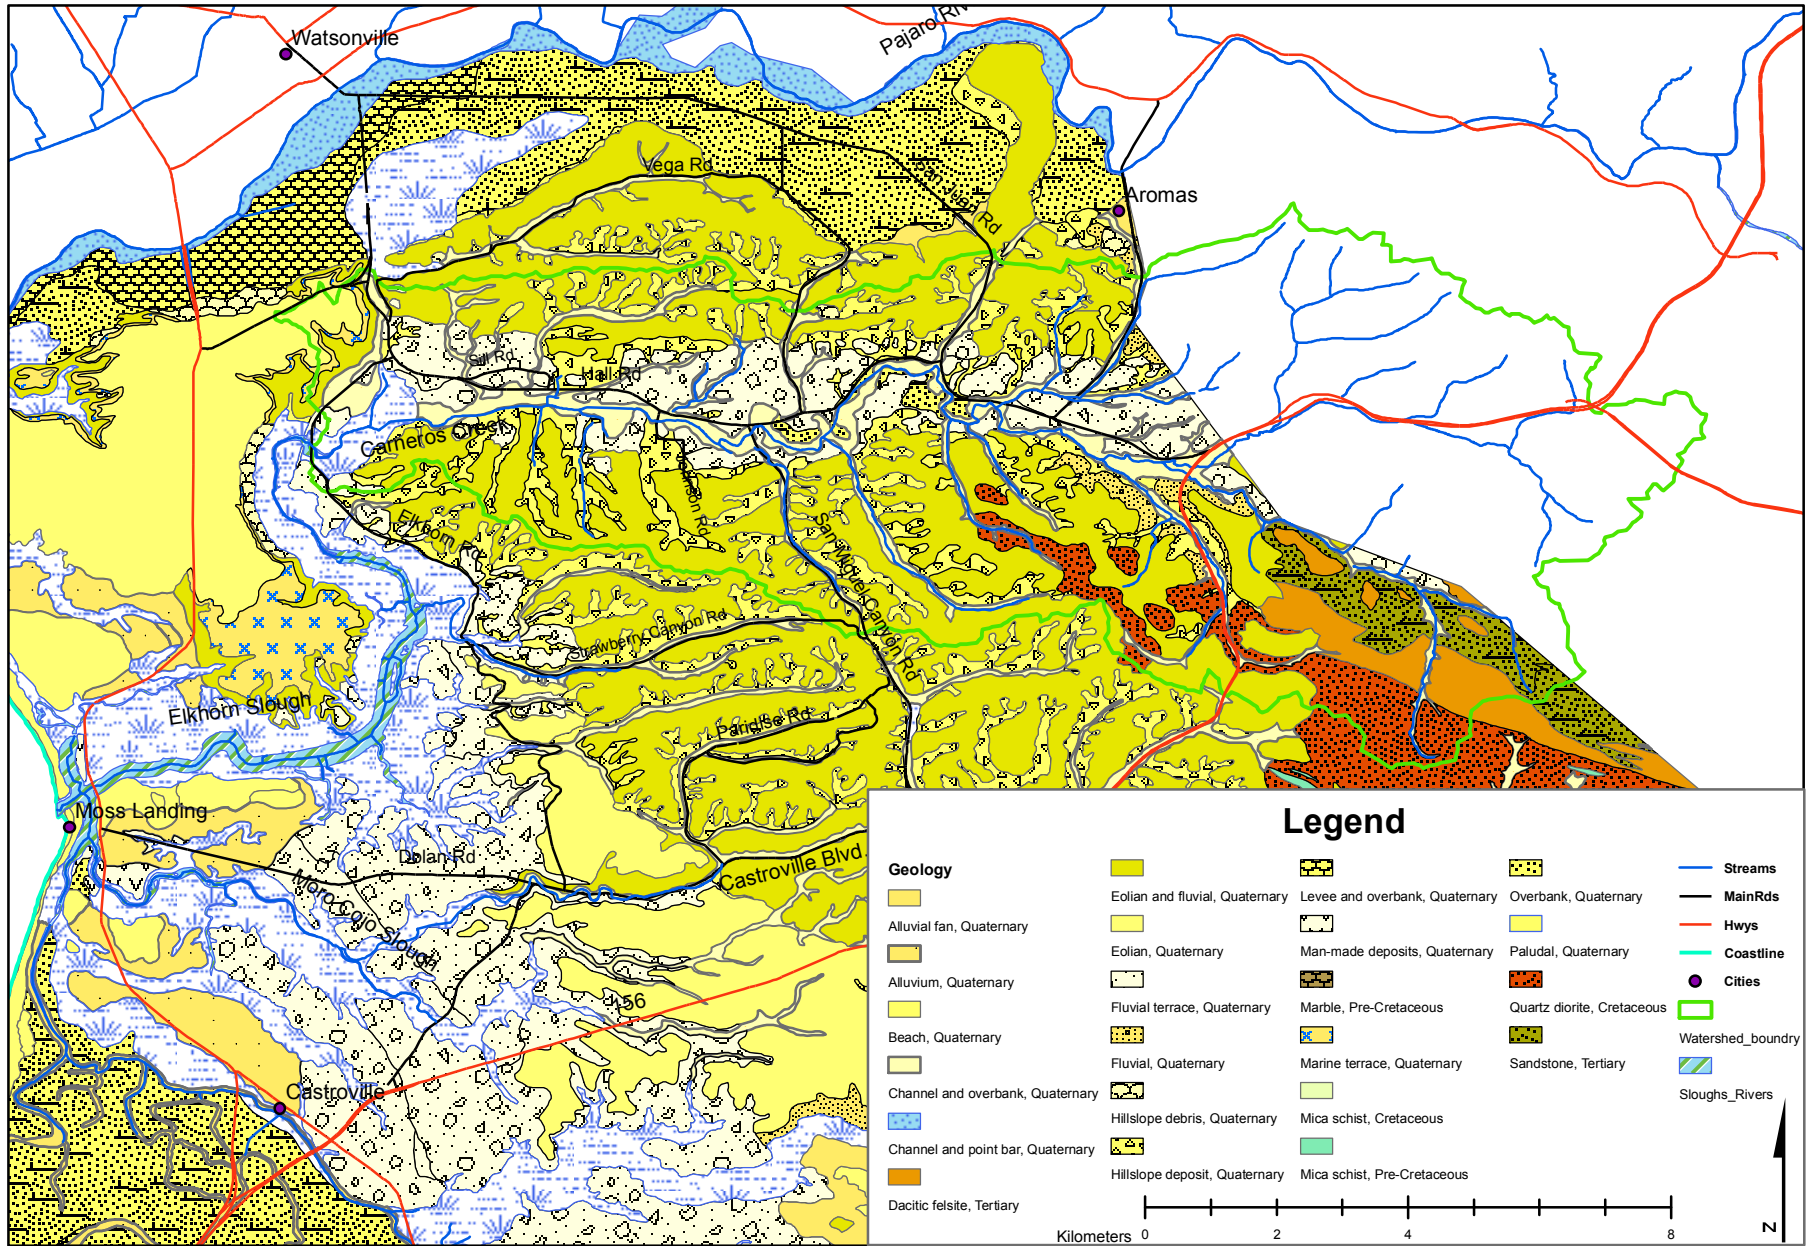 Watsonville
Pajaro Riv
Vega Rd
San Juan Rd
Aromas
Sill Rd
Hall Rd
Carneros Creek
Johnson Rd
Elkhorn Rd
San Miguel Canyon Rd
Strawberry Canyon Rd
Elkhorn Slough
Paradise Rd
Moss Landing
Dolan Rd
Castroville Blvd.
Moro Cojo Slough
156
Castroville
Legend
Geology
Alluvial fan, Quaternary
Alluvium, Quaternary
Beach, Quaternary
Channel and overbank, Quaternary
Channel and point bar, Quaternary
Dacitic felsite, Tertiary
Eolian and fluvial, Quaternary
Eolian, Quaternary
Fluvial terrace, Quaternary
Fluvial, Quaternary
Hillslope debris, Quaternary
Hillslope deposit, Quaternary
Levee and overbank, Quaternary
Man-made deposits, Quaternary
Marble, Pre-Cretaceous
Marine terrace, Quaternary
Mica schist, Cretaceous
Mica schist, Pre-Cretaceous
Overbank, Quaternary
Paludal, Quaternary
Quartz diorite, Cretaceous
Sandstone, Tertiary
Streams
MainRds
Hwys
Coastline
Cities
Watershed_boundry
Sloughs_Rivers
Kilometers 0 2 4 8
N